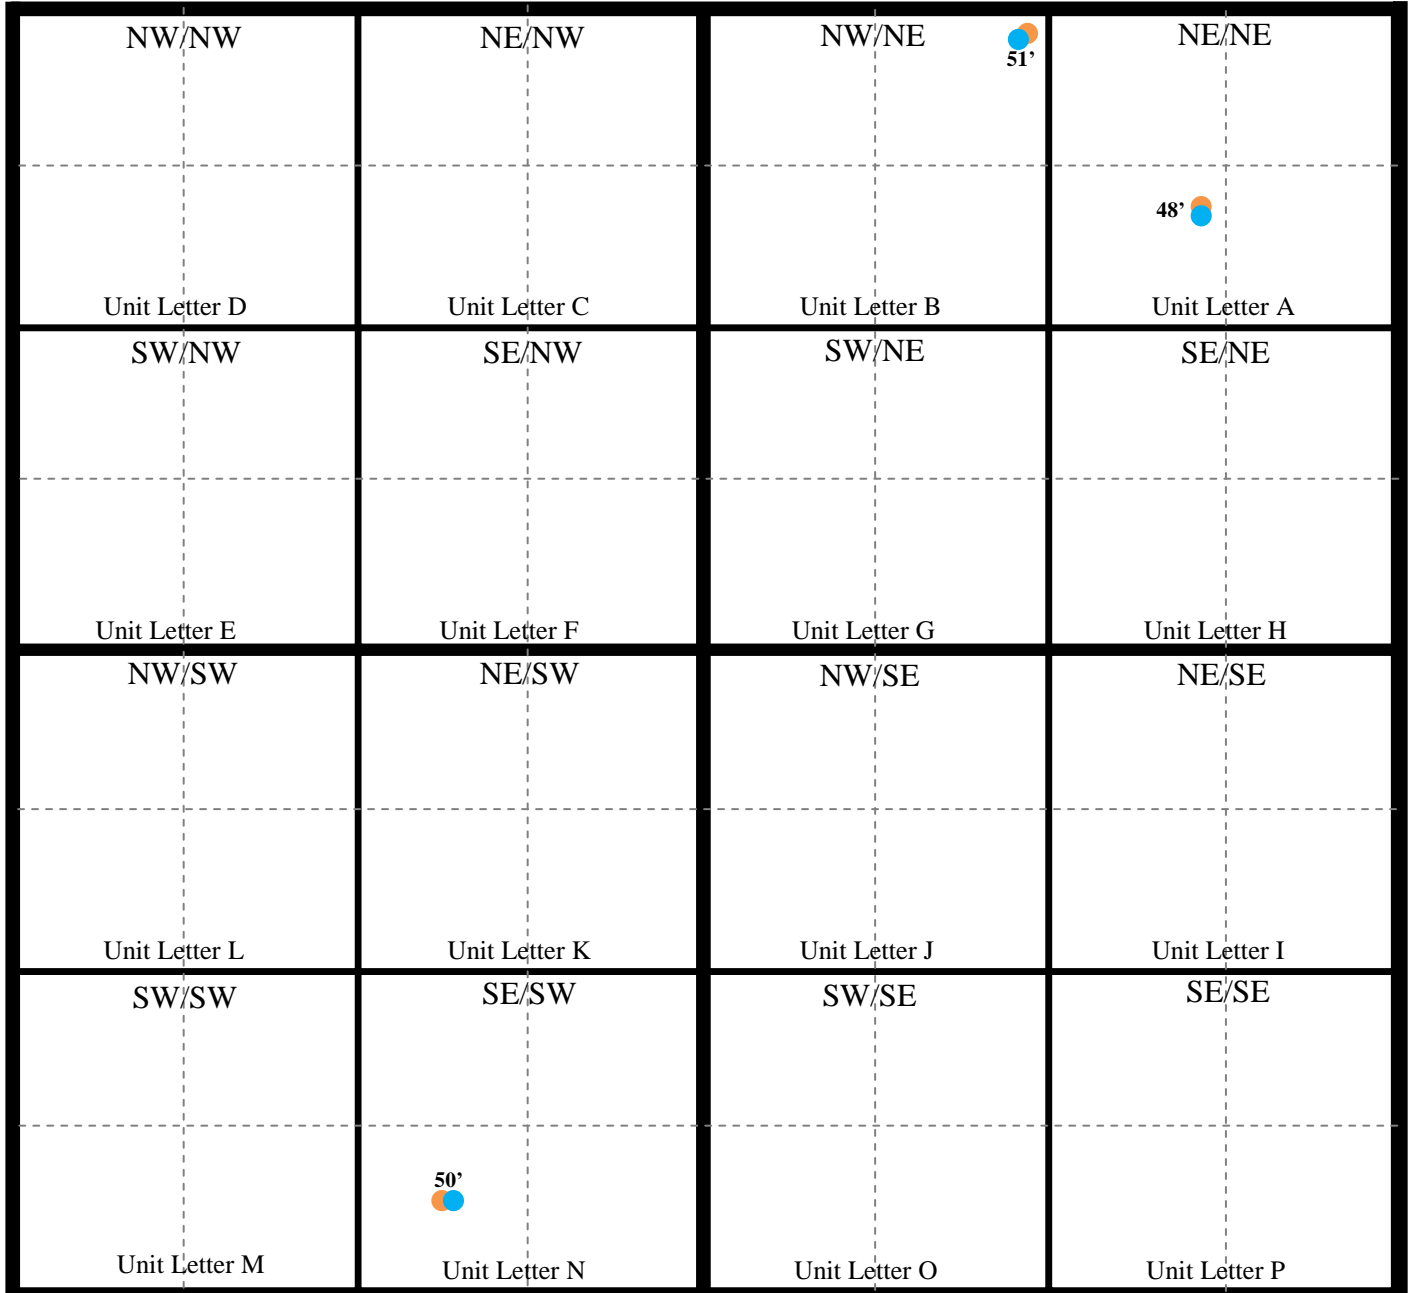 NW/NW
NE/NW
NW/NE
51’
NE/NE
48’
Unit Letter D
Unit Letter C
Unit Letter B
Unit Letter A
SW/NW
SE/NW
SW/NE
SE/NE
Unit Letter E
Unit Letter F
Unit Letter G
Unit Letter H
NW/SW
NE/SW
NW/SE
NE/SE
Unit Letter L
Unit Letter K
Unit Letter J
Unit Letter I
SW/SW
SE/SW
SW/SE
SE/SE
50’
Unit Letter M
Unit Letter N
Unit Letter O
Unit Letter P